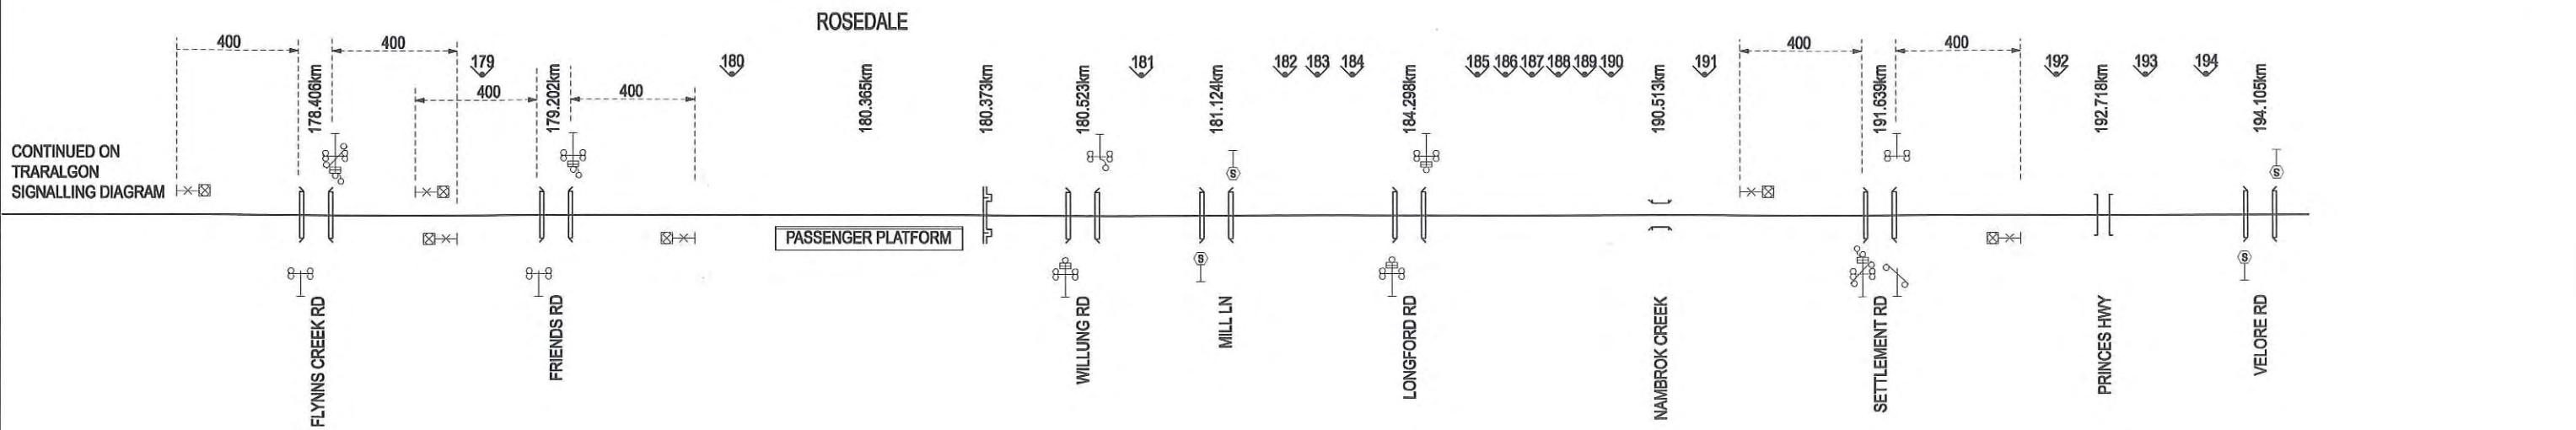 ROSEDALE
400
400
179
400
400
180
181
182
183
184
185
186
187
188
189
190
191
400
400
192
193
194
178.406km
179.202km
180.365km
180.373km
180.523km
181.124km
184.298km
190.513km
191.639km
192.718km
194.105km
CONTINUED ON
TRARALGON
SIGNALLING DIAGRAM
PASSENGER PLATFORM
S
S
S
S
FLYNNS CREEK RD
FRIENDS RD
WILLUNG RD
MILL LN
LONGFORD RD
NAMBROK CREEK
SETTLEMENT RD
PRINCES HWY
VELORE RD